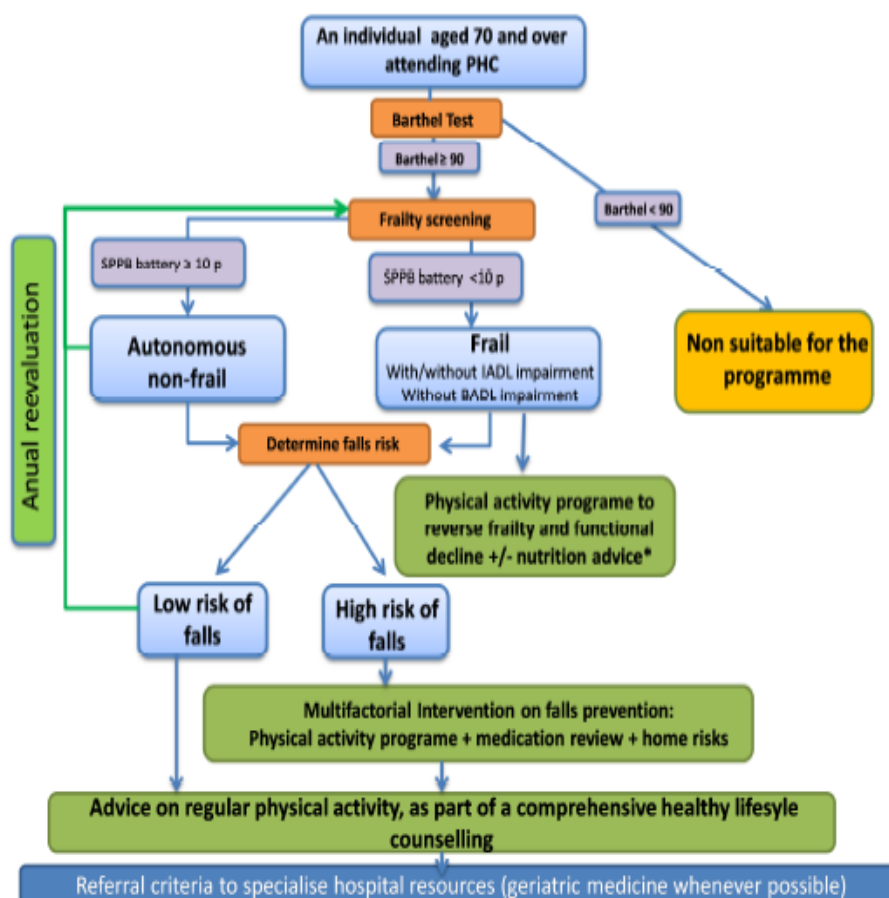 An individual aged 70 and over
attending PHC
Barthel Test
Barthel ≥ 90
Barthel < 90
Frailty screening
SPPB battery ≥ 10 p
SPPB battery <10 p
Anual reevaluation
Autonomous
non-frail
Frail
With/without IADL impairment
Without BADL impairment
Non suitable for the
programme
Determine falls risk
Physical activity programe to
reverse frailty and functional
decline +/- nutrition advice*
Low risk of
falls
High risk of
falls
Multifactorial Intervention on falls prevention:
Physical activity programe + medication review + home risks
Advice on regular physical activity, as part of a comprehensive healthy lifesyle
counselling
Referral criteria to specialise hospital resources (geriatric medicine whenever possible)